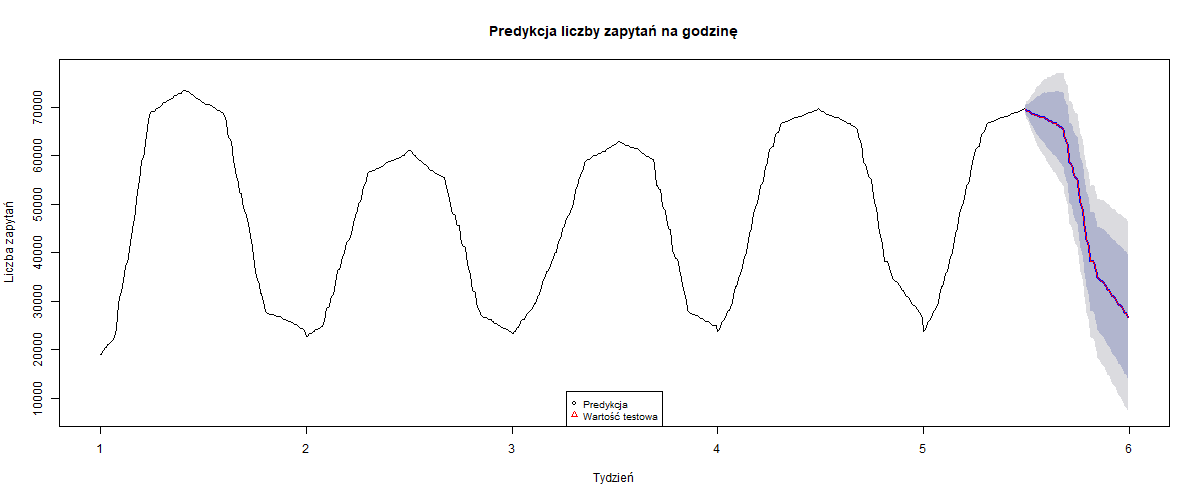 Predykcja liczby zapytań na godzinę
Liczba zapytań
70000
60000
50000
40000
30000
20000
10000
Predykcja
Wartość testowa
1 2 3 4 5 6
Tydzień